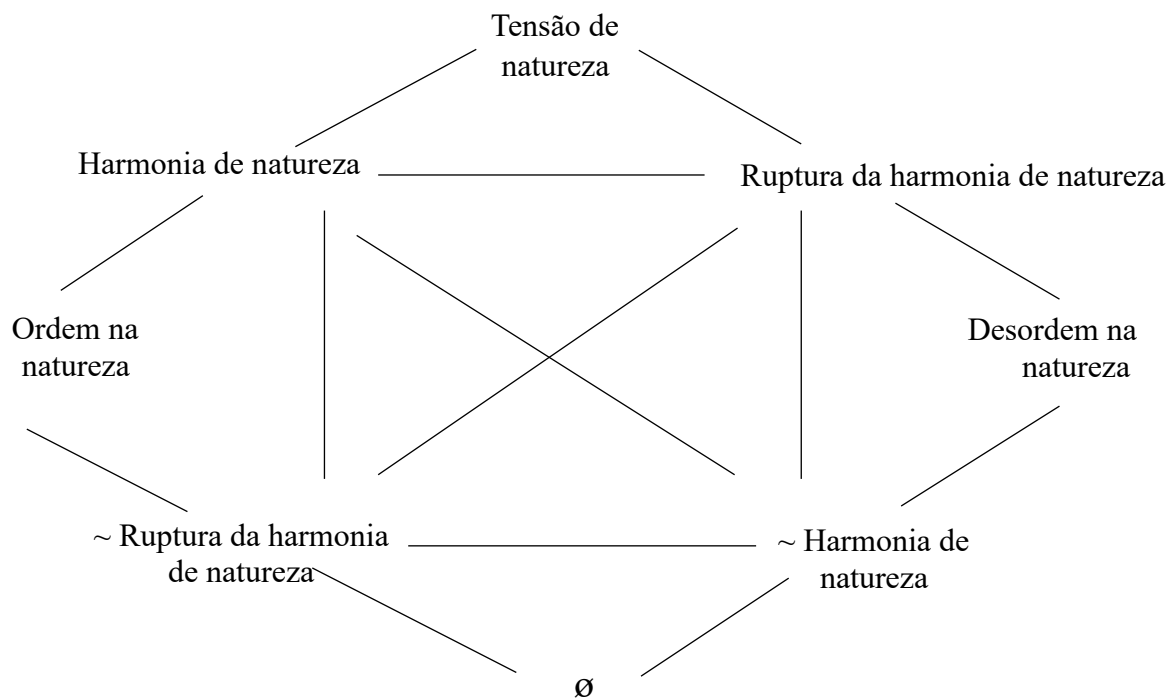 Tensão de
natureza
Harmonia de natureza
Ruptura da harmonia de natureza
Ordem na
natureza
Desordem na
natureza
~ Ruptura da harmonia
de natureza
~ Harmonia de
natureza
ø